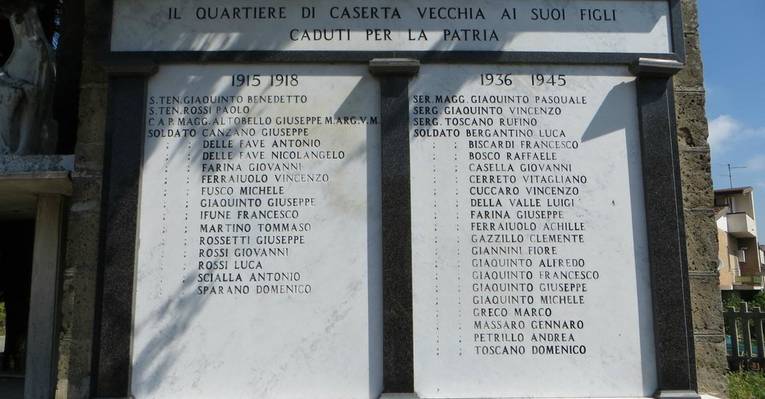 IL QUARTIERE DI CASERTA VECCHIA AI SUOI FIGLI
CADUTI PER LA PATRIA
1915 1918
S.TEN.GIAQUINTO BENEDETTO
S.TEN.ROSSI PAOLO
C.A P. MAGG. ALTOBELLO GIUSEPPE M.ARG.V.M.
SOLDATO CANZANO GIUSEPPE
: : DELLE FAVE ANTONIO
: : DELLE FAVE NICOLANGELO
: : FARINA GIOVANNI
: : FERRAIUOLO VINCENZO
: : FUSCO MICHELE
: : GIAQUINTO GIUSEPPE
: : IFUNE FRANCESCO
: : MARTINO TOMMASO
: : ROSSETTI GIUSEPPE
: : ROSSI GIOVANNI
: : ROSSI LUCA
: : SCIALLA ANTONIO
: : SPARANO DOMENICO
1936 1945
SER. MAGG. GIAQUINTO PASQUALE
SERG. GIAQUINTO VINCENZO
SERG. TOSCANO RUFINO
SOLDATO BERGANTINO LUCA
: : BISCARDI FRANCESCO
: : BOSCO RAFFAELE
: : CASELLA GIOVANNI
: : CERRETO VITAGLIANO
: : CUCCARO VINCENZO
: : DELLA VALLE LUIGI
: : FARINA GIUSEPPE
: : FERRAIUOLO ACHILLE
: : GAZZILLO CLEMENTE
: : GIANNINI FIORE
: : GIAQUINTO ALFREDO
: : GIAQUINTO FRANCESCO
: : GIAQUINTO GIUSEPPE
: : GIAQUINTO MICHELE
: : GRECO MARCO
: : MASSARO GENNARO
: : PETRILLO ANDREA
: : TOSCANO DOMENICO